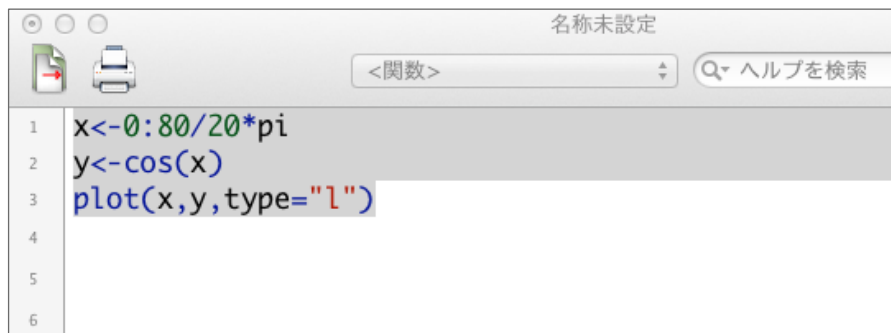 名称未設定
<関数>
ヘルプを検索
1 x<-0:80/20*pi
2 y<-cos(x)
3 plot(x,y,type="l")
4
5
6